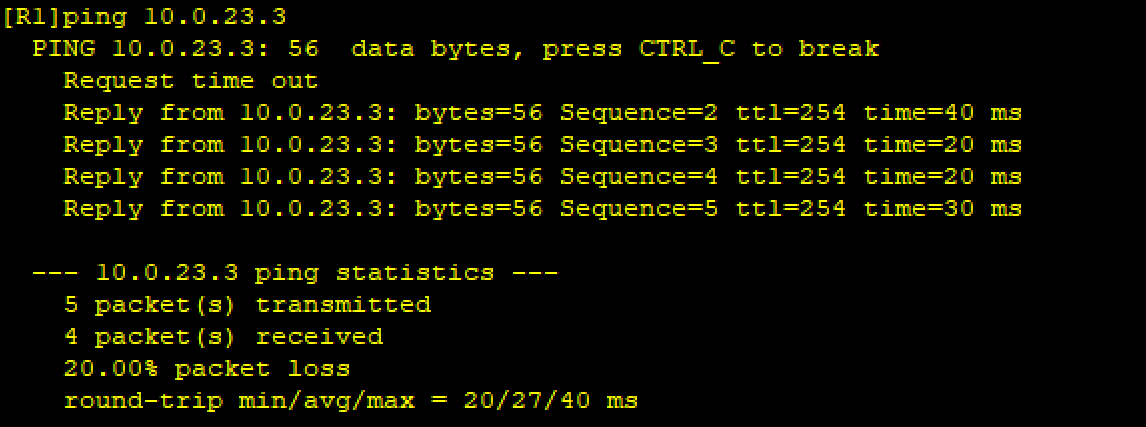 [R1]ping 10.0.23.3
PING 10.0.23.3: 56  data bytes, press CTRL_C to break
Request time out
Reply from 10.0.23.3: bytes=56 Sequence=2 ttl=254 time=40 ms
Reply from 10.0.23.3: bytes=56 Sequence=3 ttl=254 time=20 ms
Reply from 10.0.23.3: bytes=56 Sequence=4 ttl=254 time=20 ms
Reply from 10.0.23.3: bytes=56 Sequence=5 ttl=254 time=30 ms
--- 10.0.23.3 ping statistics ---
5 packet(s) transmitted
4 packet(s) received
20.00% packet loss
round-trip min/avg/max = 20/27/40 ms